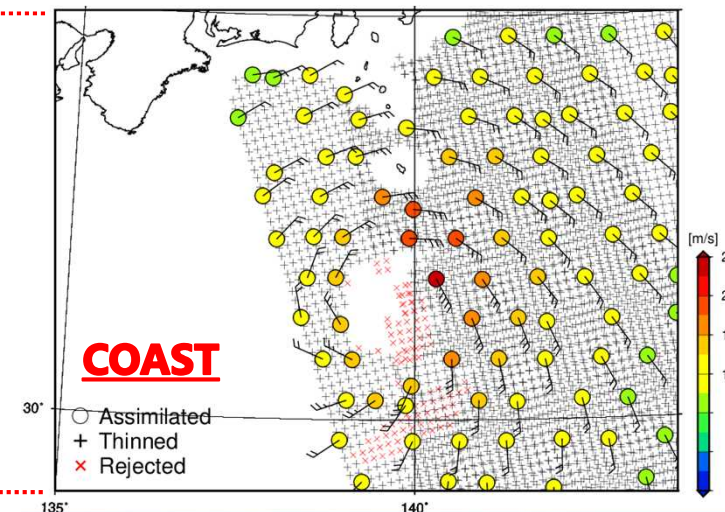 [m/s]
COAST
○ Assimilated
+ Thinned
× Rejected
30°
135°
140°